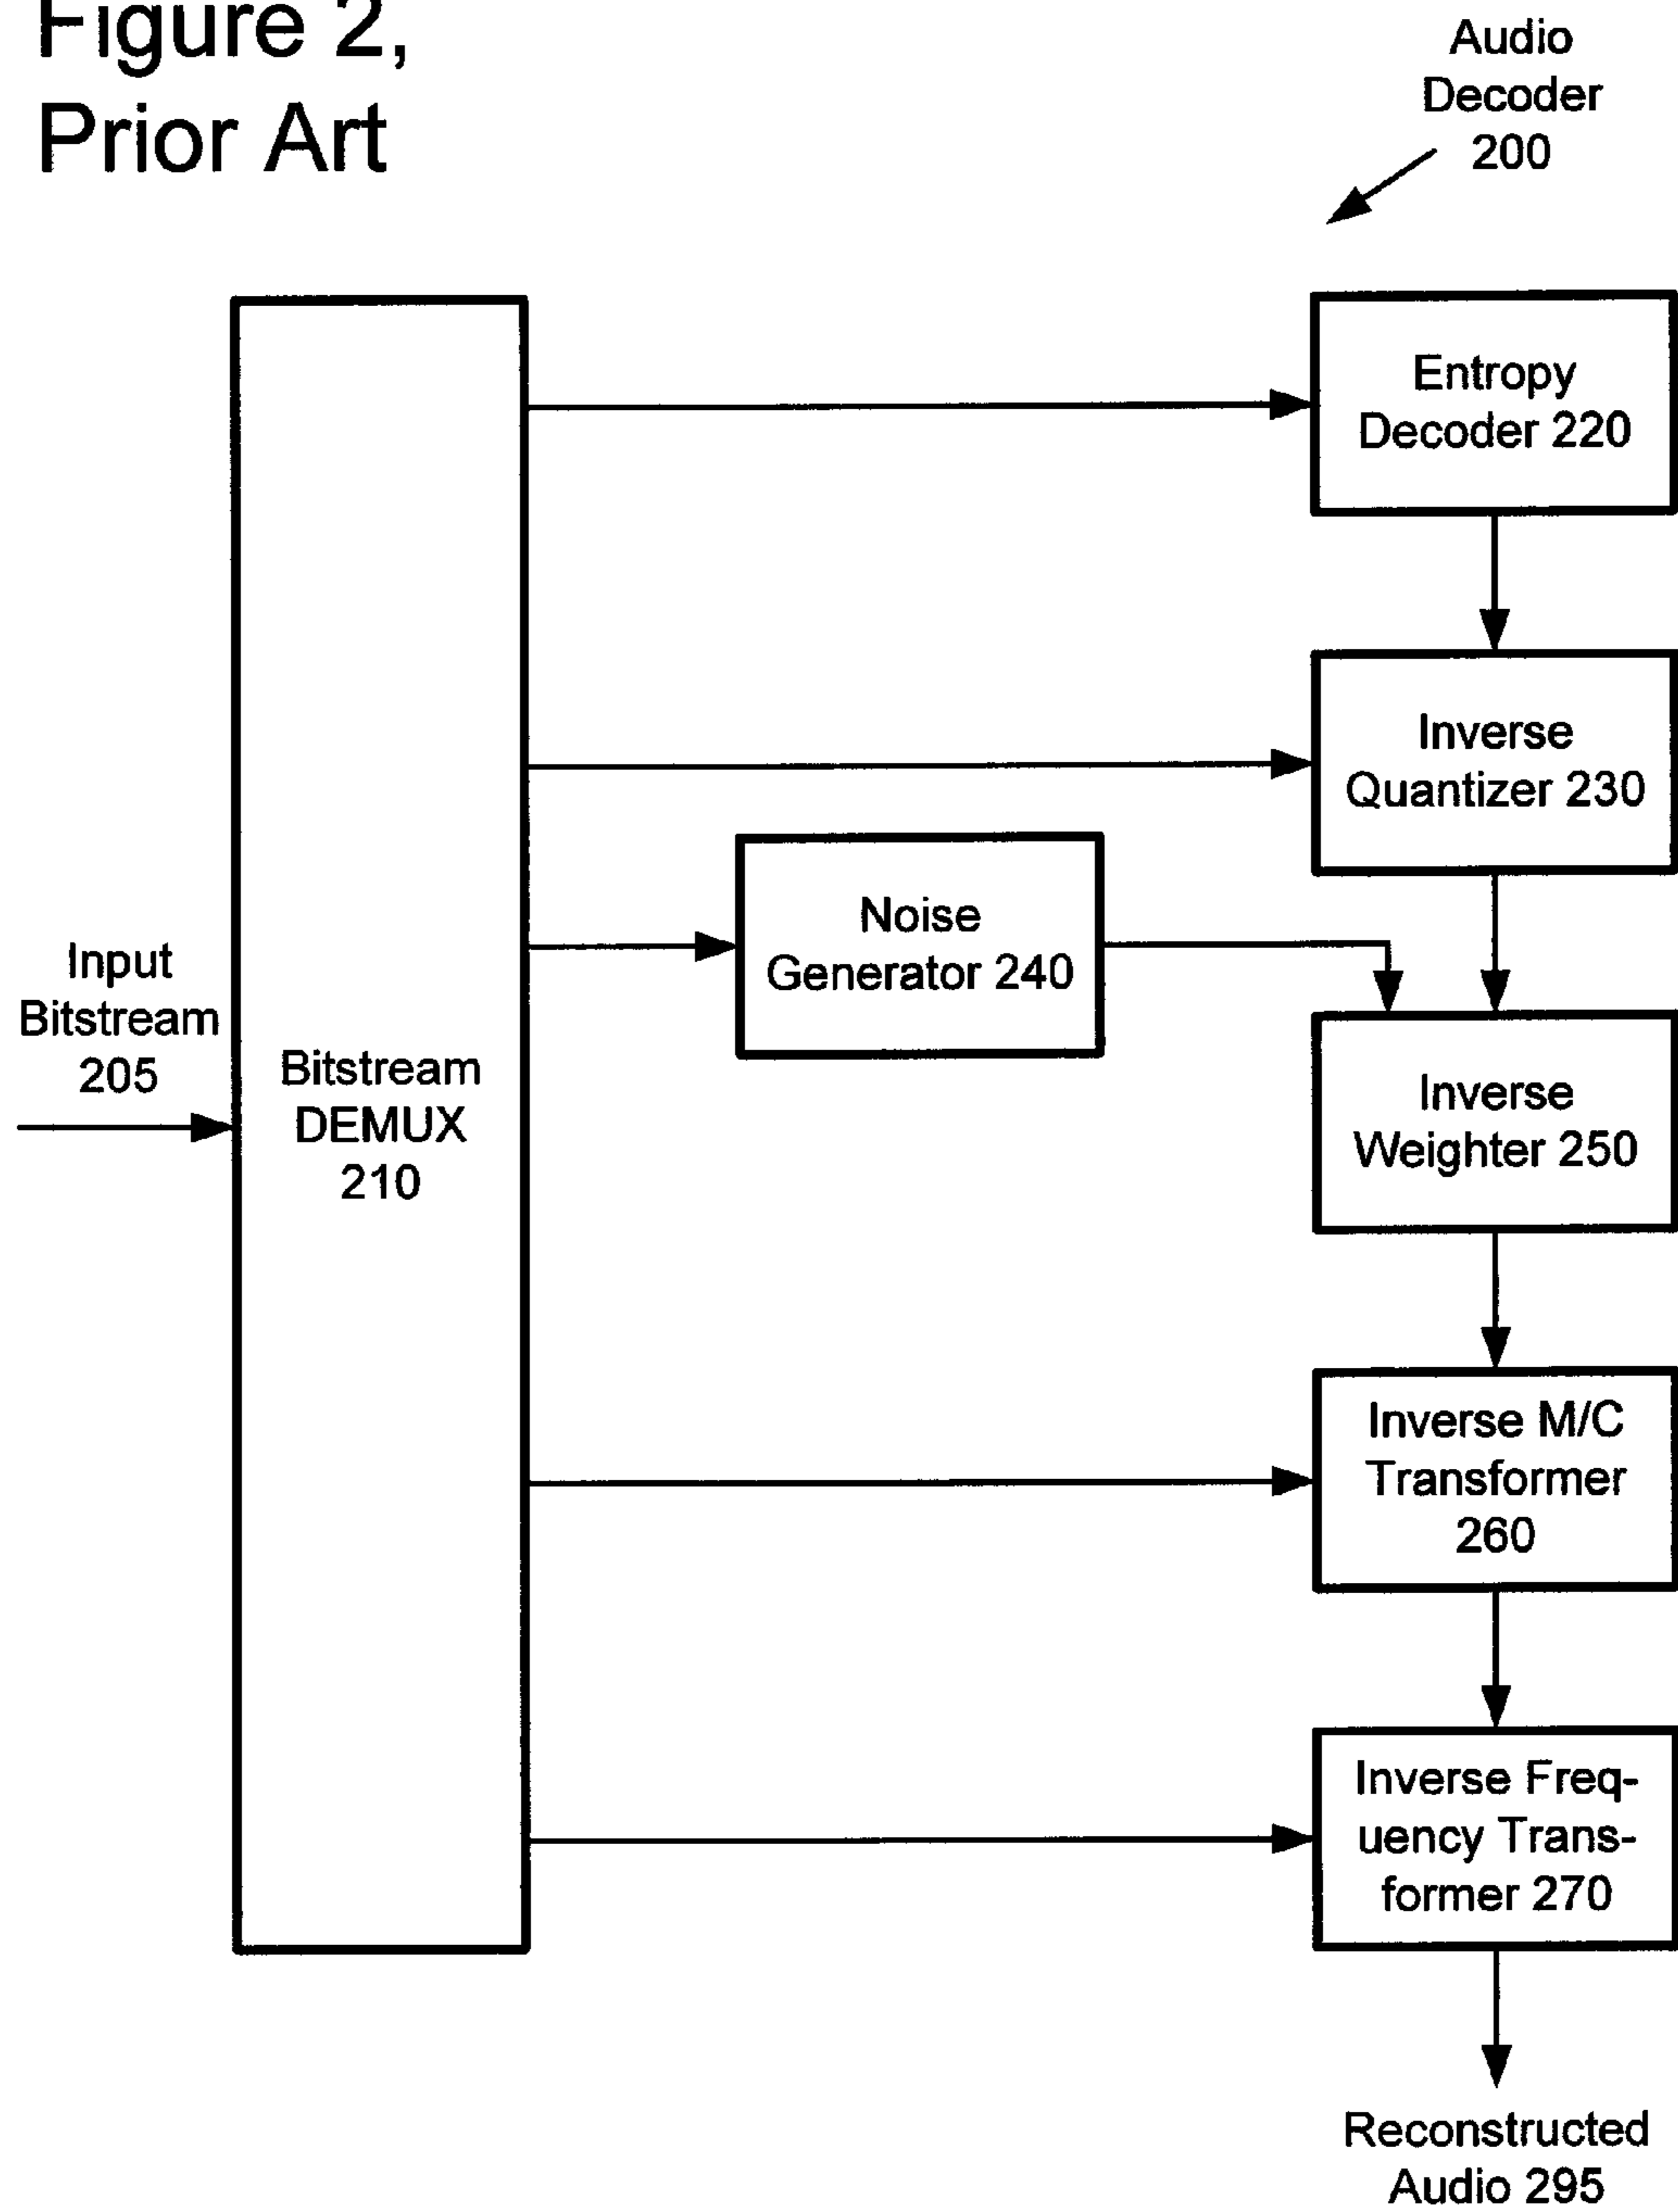 Figure 2,
Prior Art
Audio
Decoder
200
Entropy
Decoder 220
Inverse
Quantizer 230
Noise
Generator 240
Input
Bitstream
205
Bitstream
DEMUX
210
Inverse
Weighter 250
Inverse M/C
Transformer
260
Inverse Freq-
uency Trans-
former 270
Reconstructed
Audio 295